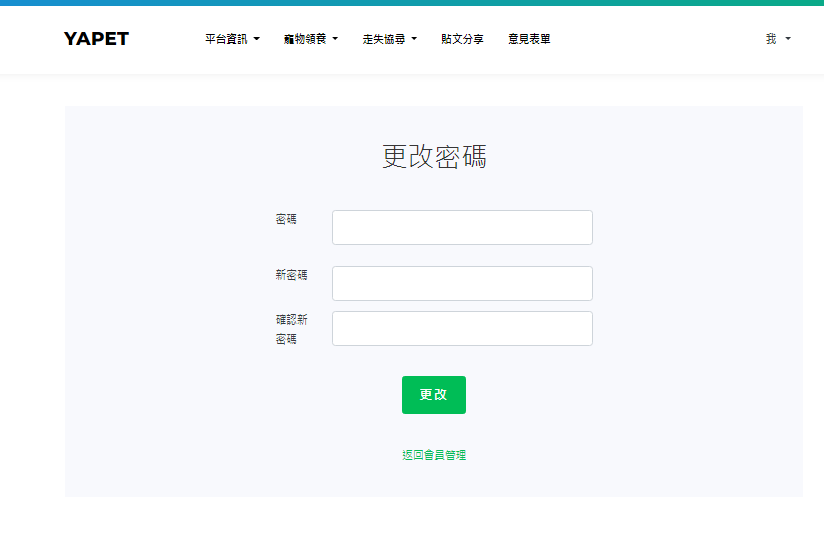 YAPET 平台資訊 寵物領養 走失協尋 貼文分享 意見表單 我
更改密碼
密碼
新密碼
確認新
密碼
更改
返回會員管理